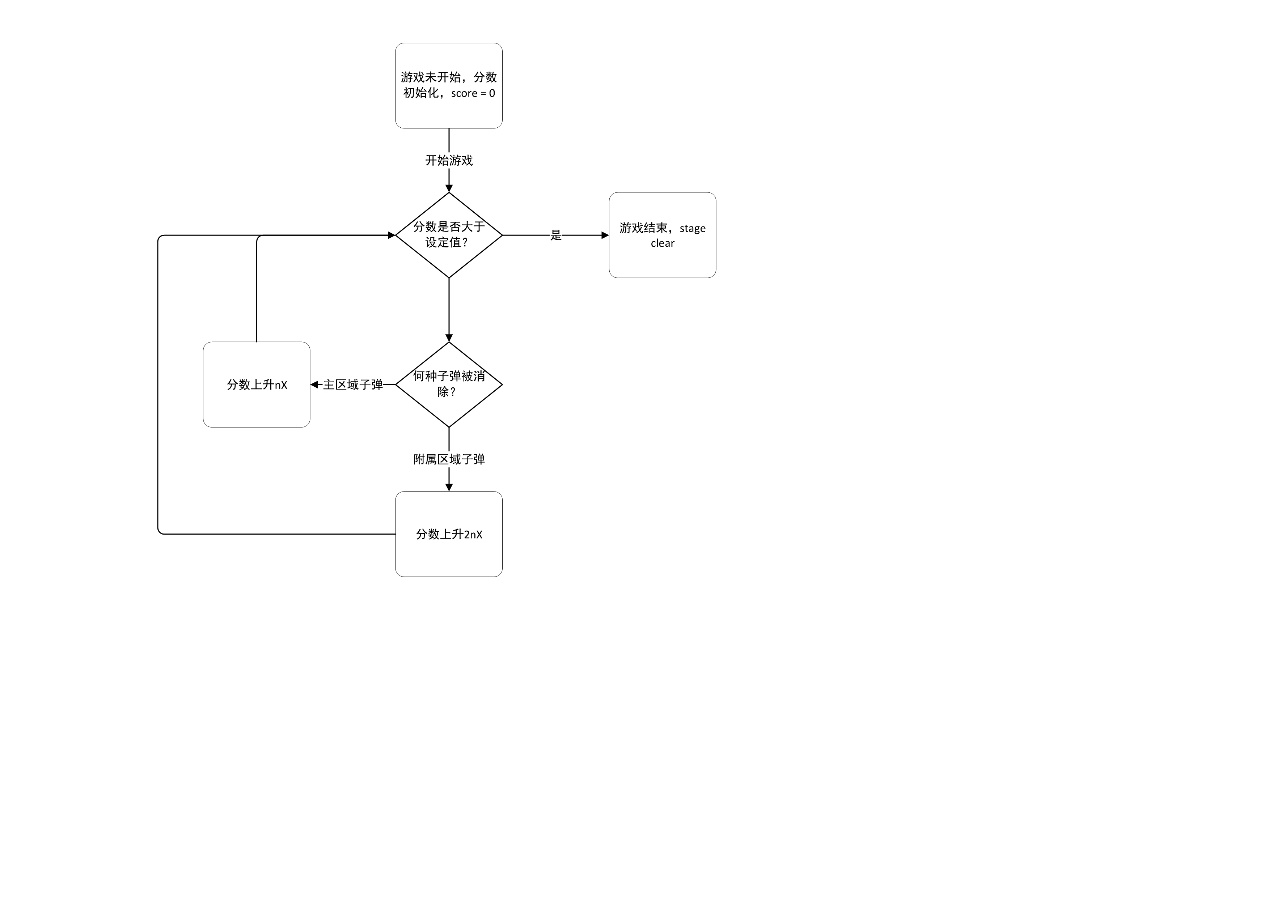 游戏未开始，分数
初始化，score = 0
开始游戏
分数是否大于
设定值？
是
游戏结束，stage
clear
分数上升nX
主区域子弹
何种子弹被消
除？
附属区域子弹
分数上升2nX